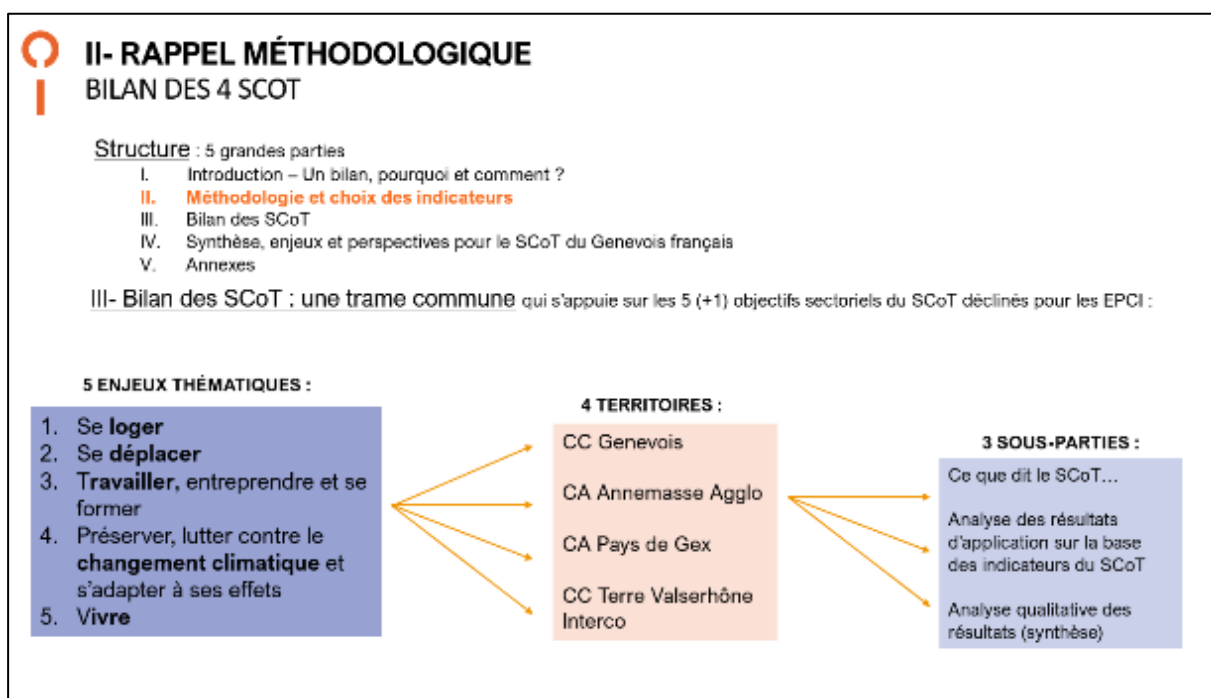 II- RAPPEL MÉTHODOLOGIQUE
BILAN DES 4 SCOT
Structure : 5 grandes parties
I. Introduction – Un bilan, pourquoi et comment ?
II. Méthodologie et choix des indicateurs
III. Bilan des SCoT
IV. Synthèse, enjeux et perspectives pour le SCoT du Genevois français
V. Annexes
III- Bilan des SCoT : une trame commune qui s'appuie sur les 5 (+1) objectifs sectoriels du SCoT déclinés pour les EPCI :
5 ENJEUX THÉMATIQUES :
1. Se loger
2. Se déplacer
3. Travailler, entreprendre et se
former
4. Préserver, lutter contre le
changement climatique et
s'adapter à ses effets
5. Vivre
4 TERRITOIRES :
CC Genevois
CA Annemasse Agglo
CA Pays de Gex
CC Terre Valserhône
Interco
3 SOUS-PARTIES :
Ce que dit le SCoT…
Analyse des résultats
d'application sur la base
des indicateurs du SCoT
Analyse qualitative des
résultats (synthèse)